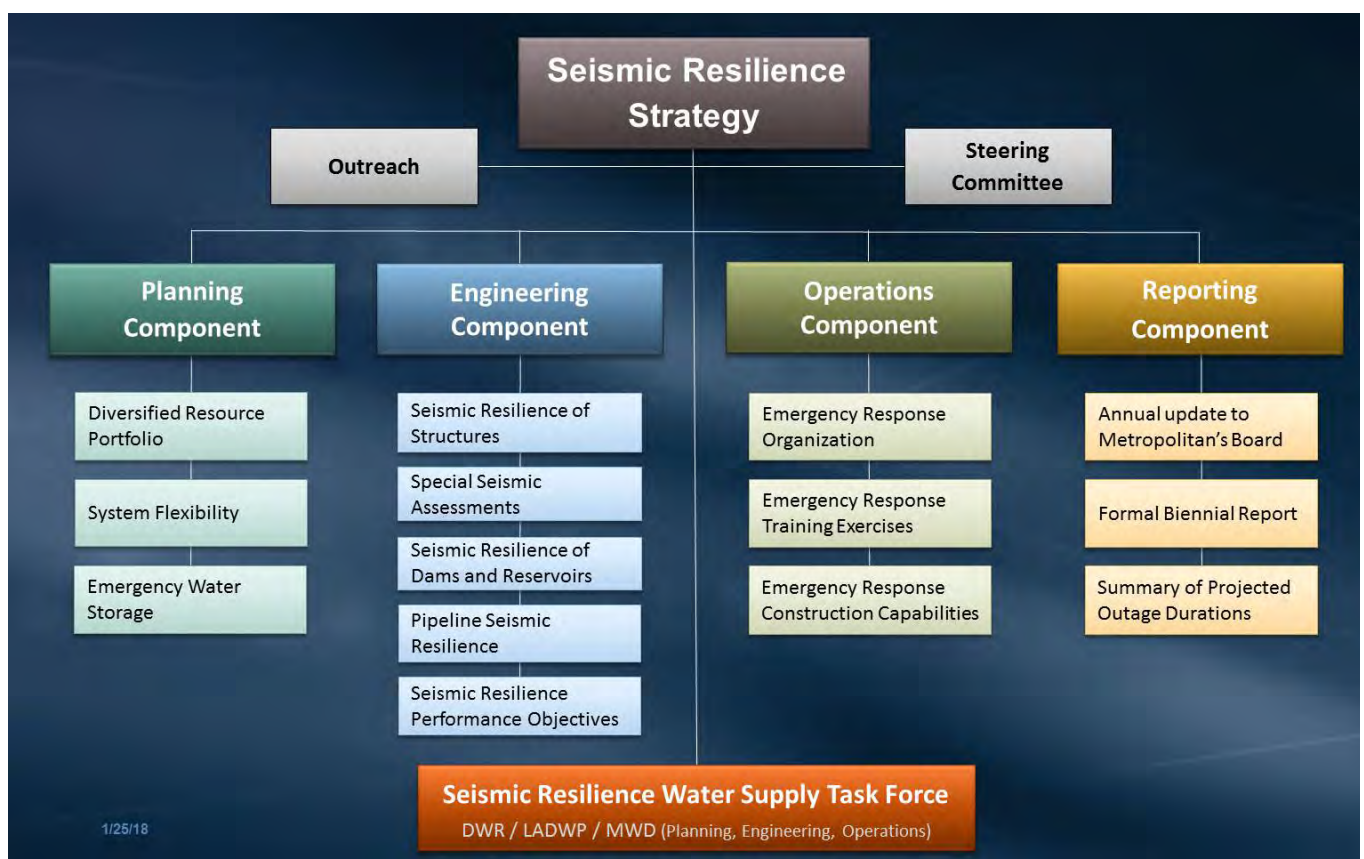 Seismic Resilience
Strategy
Outreach
Steering
Committee
Planning
Component
Engineering
Component
Operations
Component
Reporting
Component
Diversified Resource
Portfolio
System Flexibility
Emergency Water
Storage
Seismic Resilience of
Structures
Special Seismic
Assessments
Seismic Resilience of
Dams and Reservoirs
Pipeline Seismic
Resilience
Seismic Resilience
Performance Objectives
Emergency Response
Organization
Emergency Response
Training Exercises
Emergency Response
Construction Capabilities
Annual update to
Metropolitan's Board
Formal Biennial Report
Summary of Projected
Outage Durations
Seismic Resilience Water Supply Task Force
DWR / LADWP / MWD (Planning, Engineering, Operations)
1/25/18